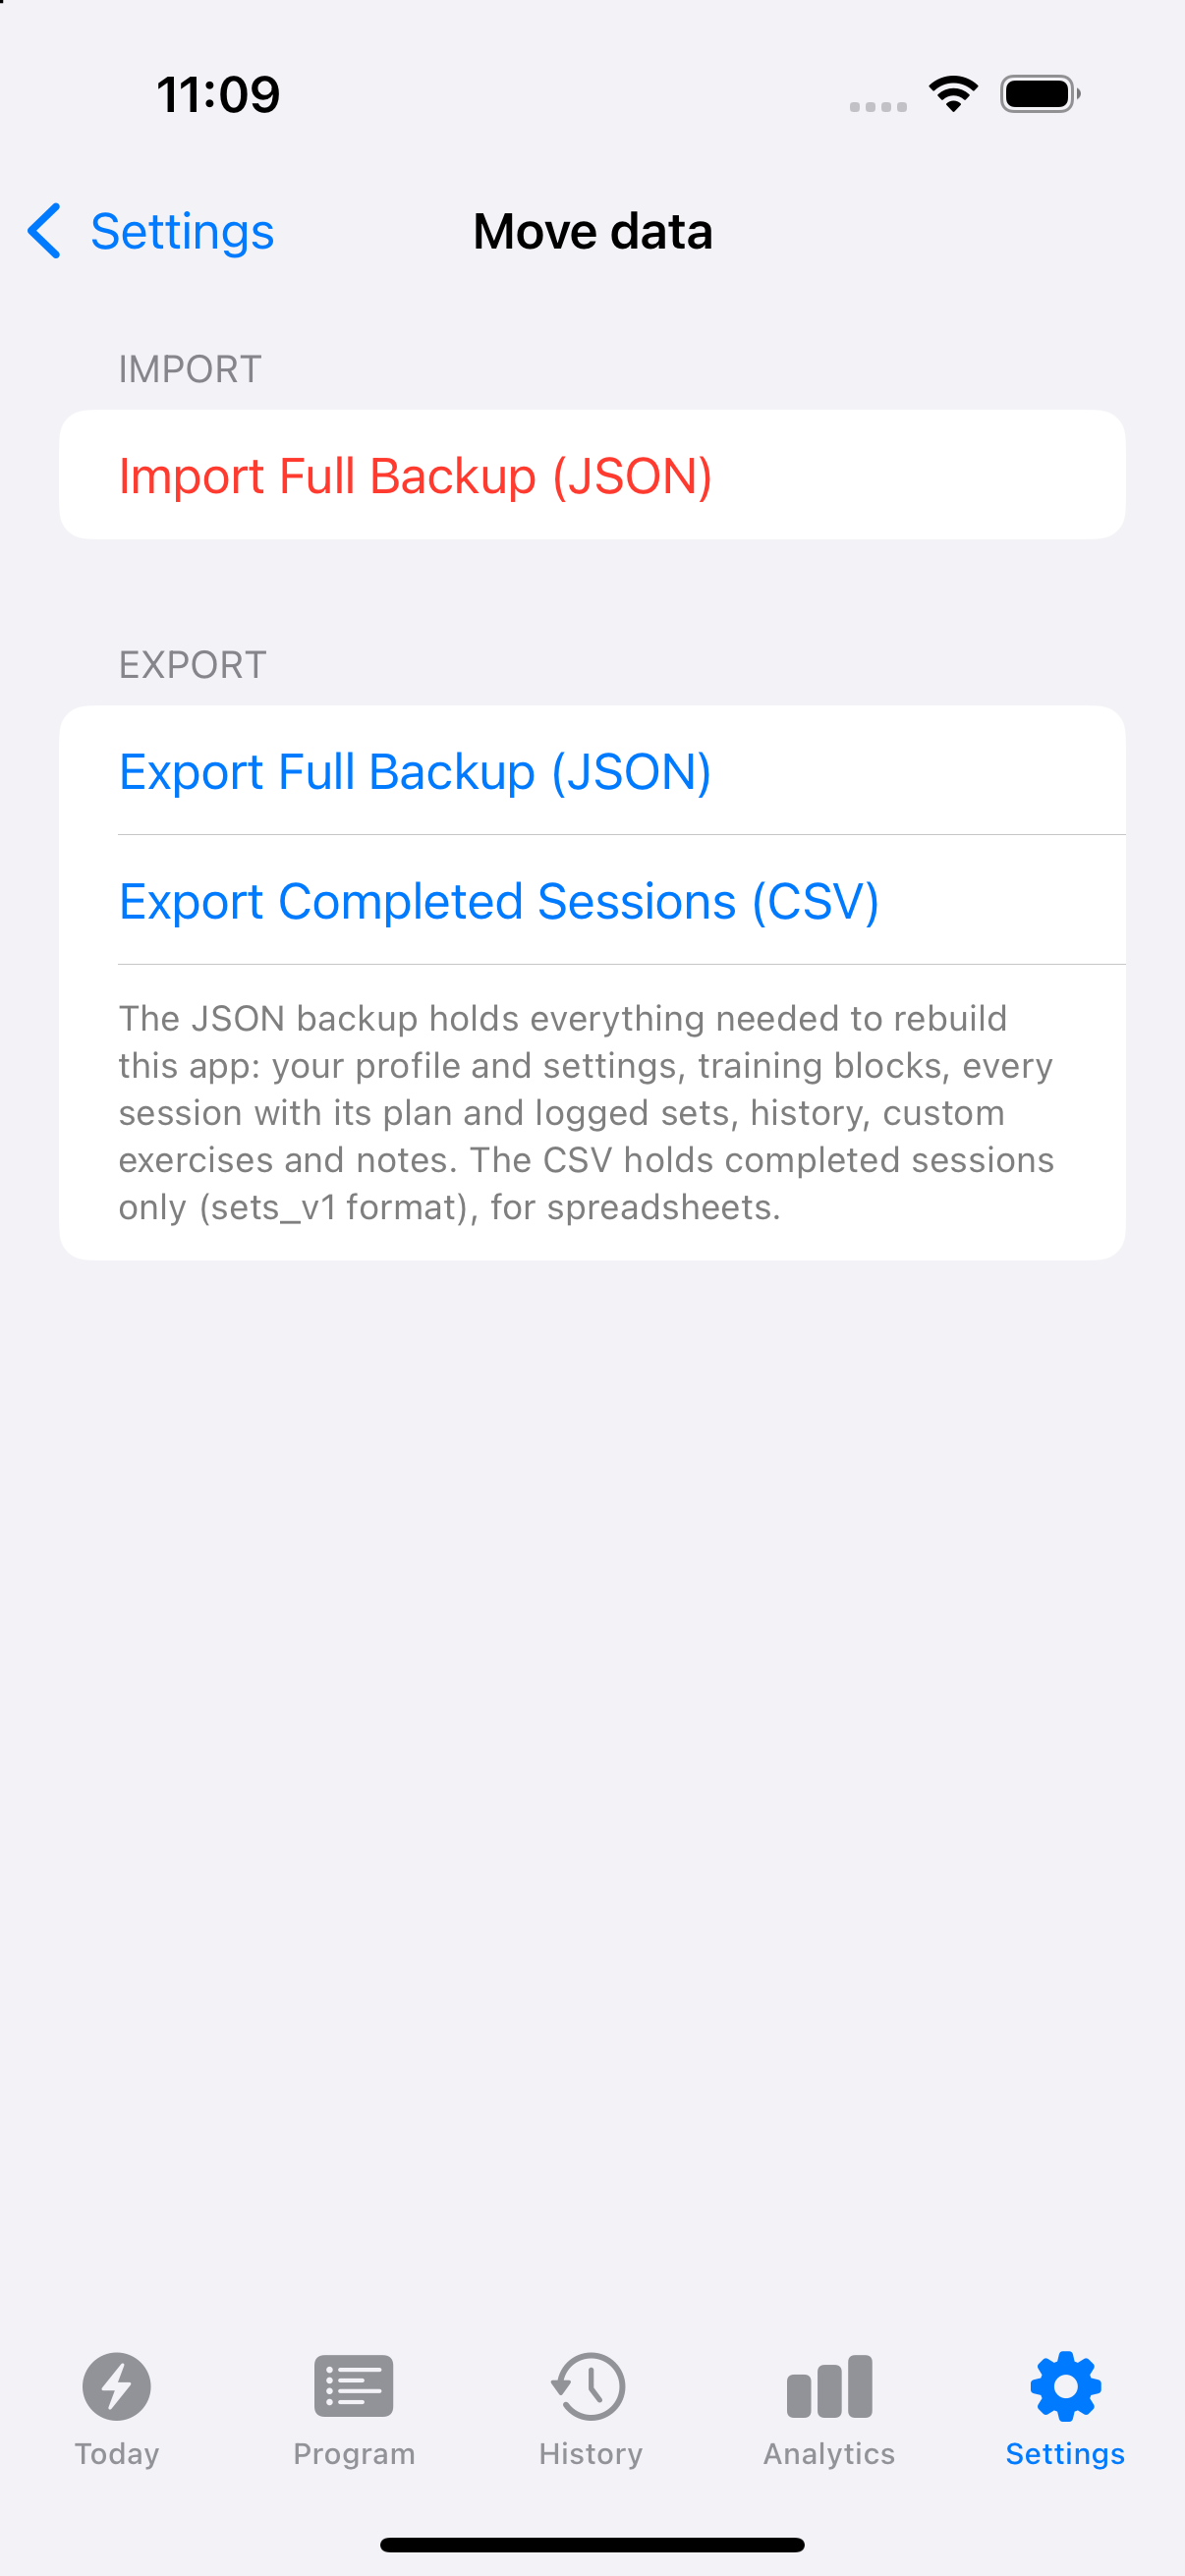 11:09
Settings
Move data
IMPORT
Import Full Backup (JSON)
EXPORT
Export Full Backup (JSON)
Export Completed Sessions (CSV)
The JSON backup holds everything needed to rebuild
this app: your profile and settings, training blocks, every
session with its plan and logged sets, history, custom
exercises and notes. The CSV holds completed sessions
only (sets_v1 format), for spreadsheets.
Today
Program
History
Analytics
Settings